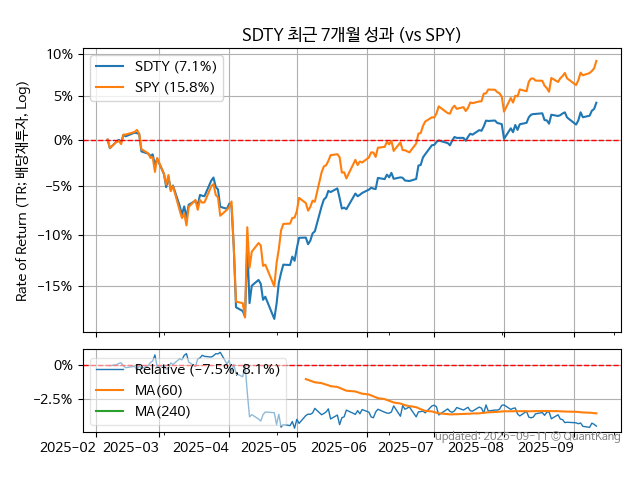 SDTY 최근 7개월 성과 (vs SPY)
Rate of Return (TR; 배당재투자, Log)
10%
5%
0%
−5%
−10%
−15%
SDTY (7.1%)
SPY (15.8%)
0%
−2.5%
Relative (−7.5%, 8.1%)
MA(60)
MA(240)
updated: 2025-09-11 © QuantKang
2025-02 2025-03 2025-04 2025-05 2025-06 2025-07 2025-08 2025-09